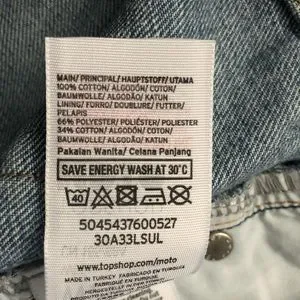 MAIN/ PRINCIPAL/ HAUPTSTOFF/ UTAMA
100% COTTON/ ALGODÓN/ COTON/
BAUMWOLLE/ ALGODÃO/ KATUN
LINING/ FORRO/ DOUBLURE/ FUTTER/
PELAPIS
66% POLYESTER/ POLIÉSTER/ POLIESTER
34% COTTON/ ALGODÓN/ COTON/
BAUMWOLLE/ ALGODÃO/ KATUN
Pakaian Wanita/ Celana Panjang
SAVE ENERGY WASH AT 30°C
40
5045437600527
30A33LSUL
www.topshop.com/moto
MADE IN TURKEY FABRICADO EN TURQUIA